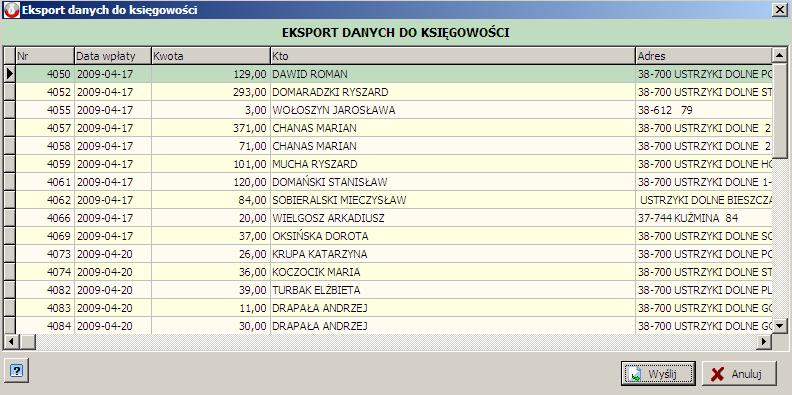 Eksport danych do księgowości
EKSPORT DANYCH DO KSIĘGOWOŚCI
Nr Data wpłaty Kwota Kto Adres
4050 2009-04-17 129,00 DAWID ROMAN 38-700 USTRZYKI DOLNE PO
4052 2009-04-17 293,00 DOMARADZKI RYSZARD 38-700 USTRZYKI DOLNE ST
4055 2009-04-17 3,00 WOŁOSZYN JAROSŁAWA 38-612 79
4057 2009-04-17 371,00 CHANAS MARIAN 38-700 USTRZYKI DOLNE 2
4058 2009-04-17 71,00 CHANAS MARIAN 38-700 USTRZYKI DOLNE 2
4059 2009-04-17 101,00 MUCHA RYSZARD 38-700 USTRZYKI DOLNE HO
4061 2009-04-17 120,00 DOMAŃSKI STANISŁAW 38-700 USTRZYKI DOLNE 1-
4062 2009-04-17 84,00 SOBIERALSKI MIECZYSŁAW USTRZYKI DOLNE BIESZCZA
4066 2009-04-17 20,00 WIELGOSZ ARKADIUSZ 37-744 KUŹMINA 84
4069 2009-04-17 37,00 OKSIŃSKA DOROTA 38-700 USTRZYKI DOLNE SO
4073 2009-04-20 26,00 KRUPA KATARZYNA 38-700 USTRZYKI DOLNE PO
4074 2009-04-20 36,00 KOCZOCIK MARIA 38-700 USTRZYKI DOLNE ST
4082 2009-04-20 39,00 TURBAK ELŻBIETA 38-700 USTRZYKI DOLNE PL
4083 2009-04-20 11,00 DRAPAŁA ANDRZEJ 38-700 USTRZYKI DOLNE GO
4084 2009-04-20 30,00 DRAPAŁA ANDRZEJ 38-700 USTRZYKI DOLNE GO
? Wyślij Anuluj